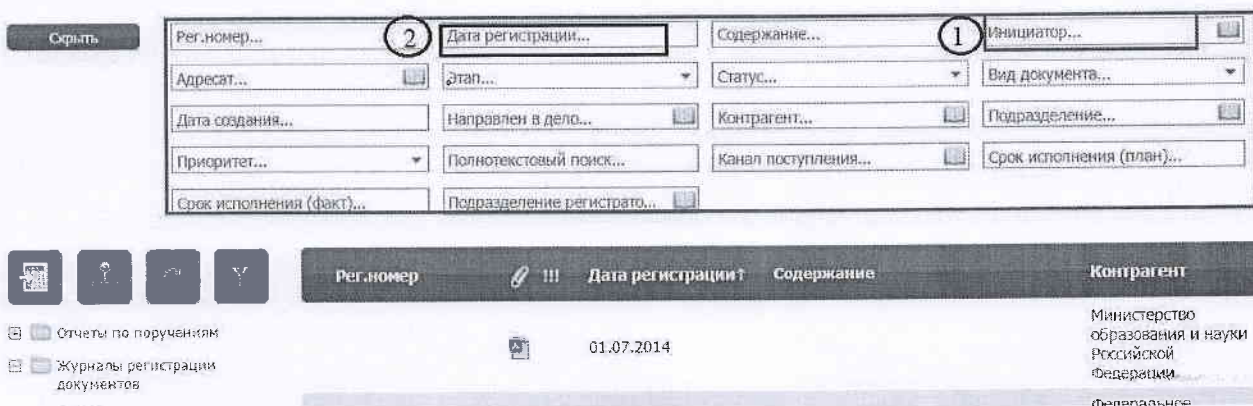 Скрыть
Рег.номер...
2
Дата регистрации...
Содержание...
1
Инициатор...
Адресат...
Этап...
Статус...
Вид документа...
Дата создания...
Направлен в дело...
Контрагент...
Подразделение...
Приоритет...
Полнотекстовый поиск...
Канал поступления...
Срок исполнения (план)...
Срок исполнения (факт)...
Подразделение регистрато...
Рег.номер !!! Дата регистрации↑ Содержание Контрагент
Отчеты по поручениям
Журналы регистрации
документов
01.07.2014
Министерство
образования и науки
Российской
Федерации
Федеральное